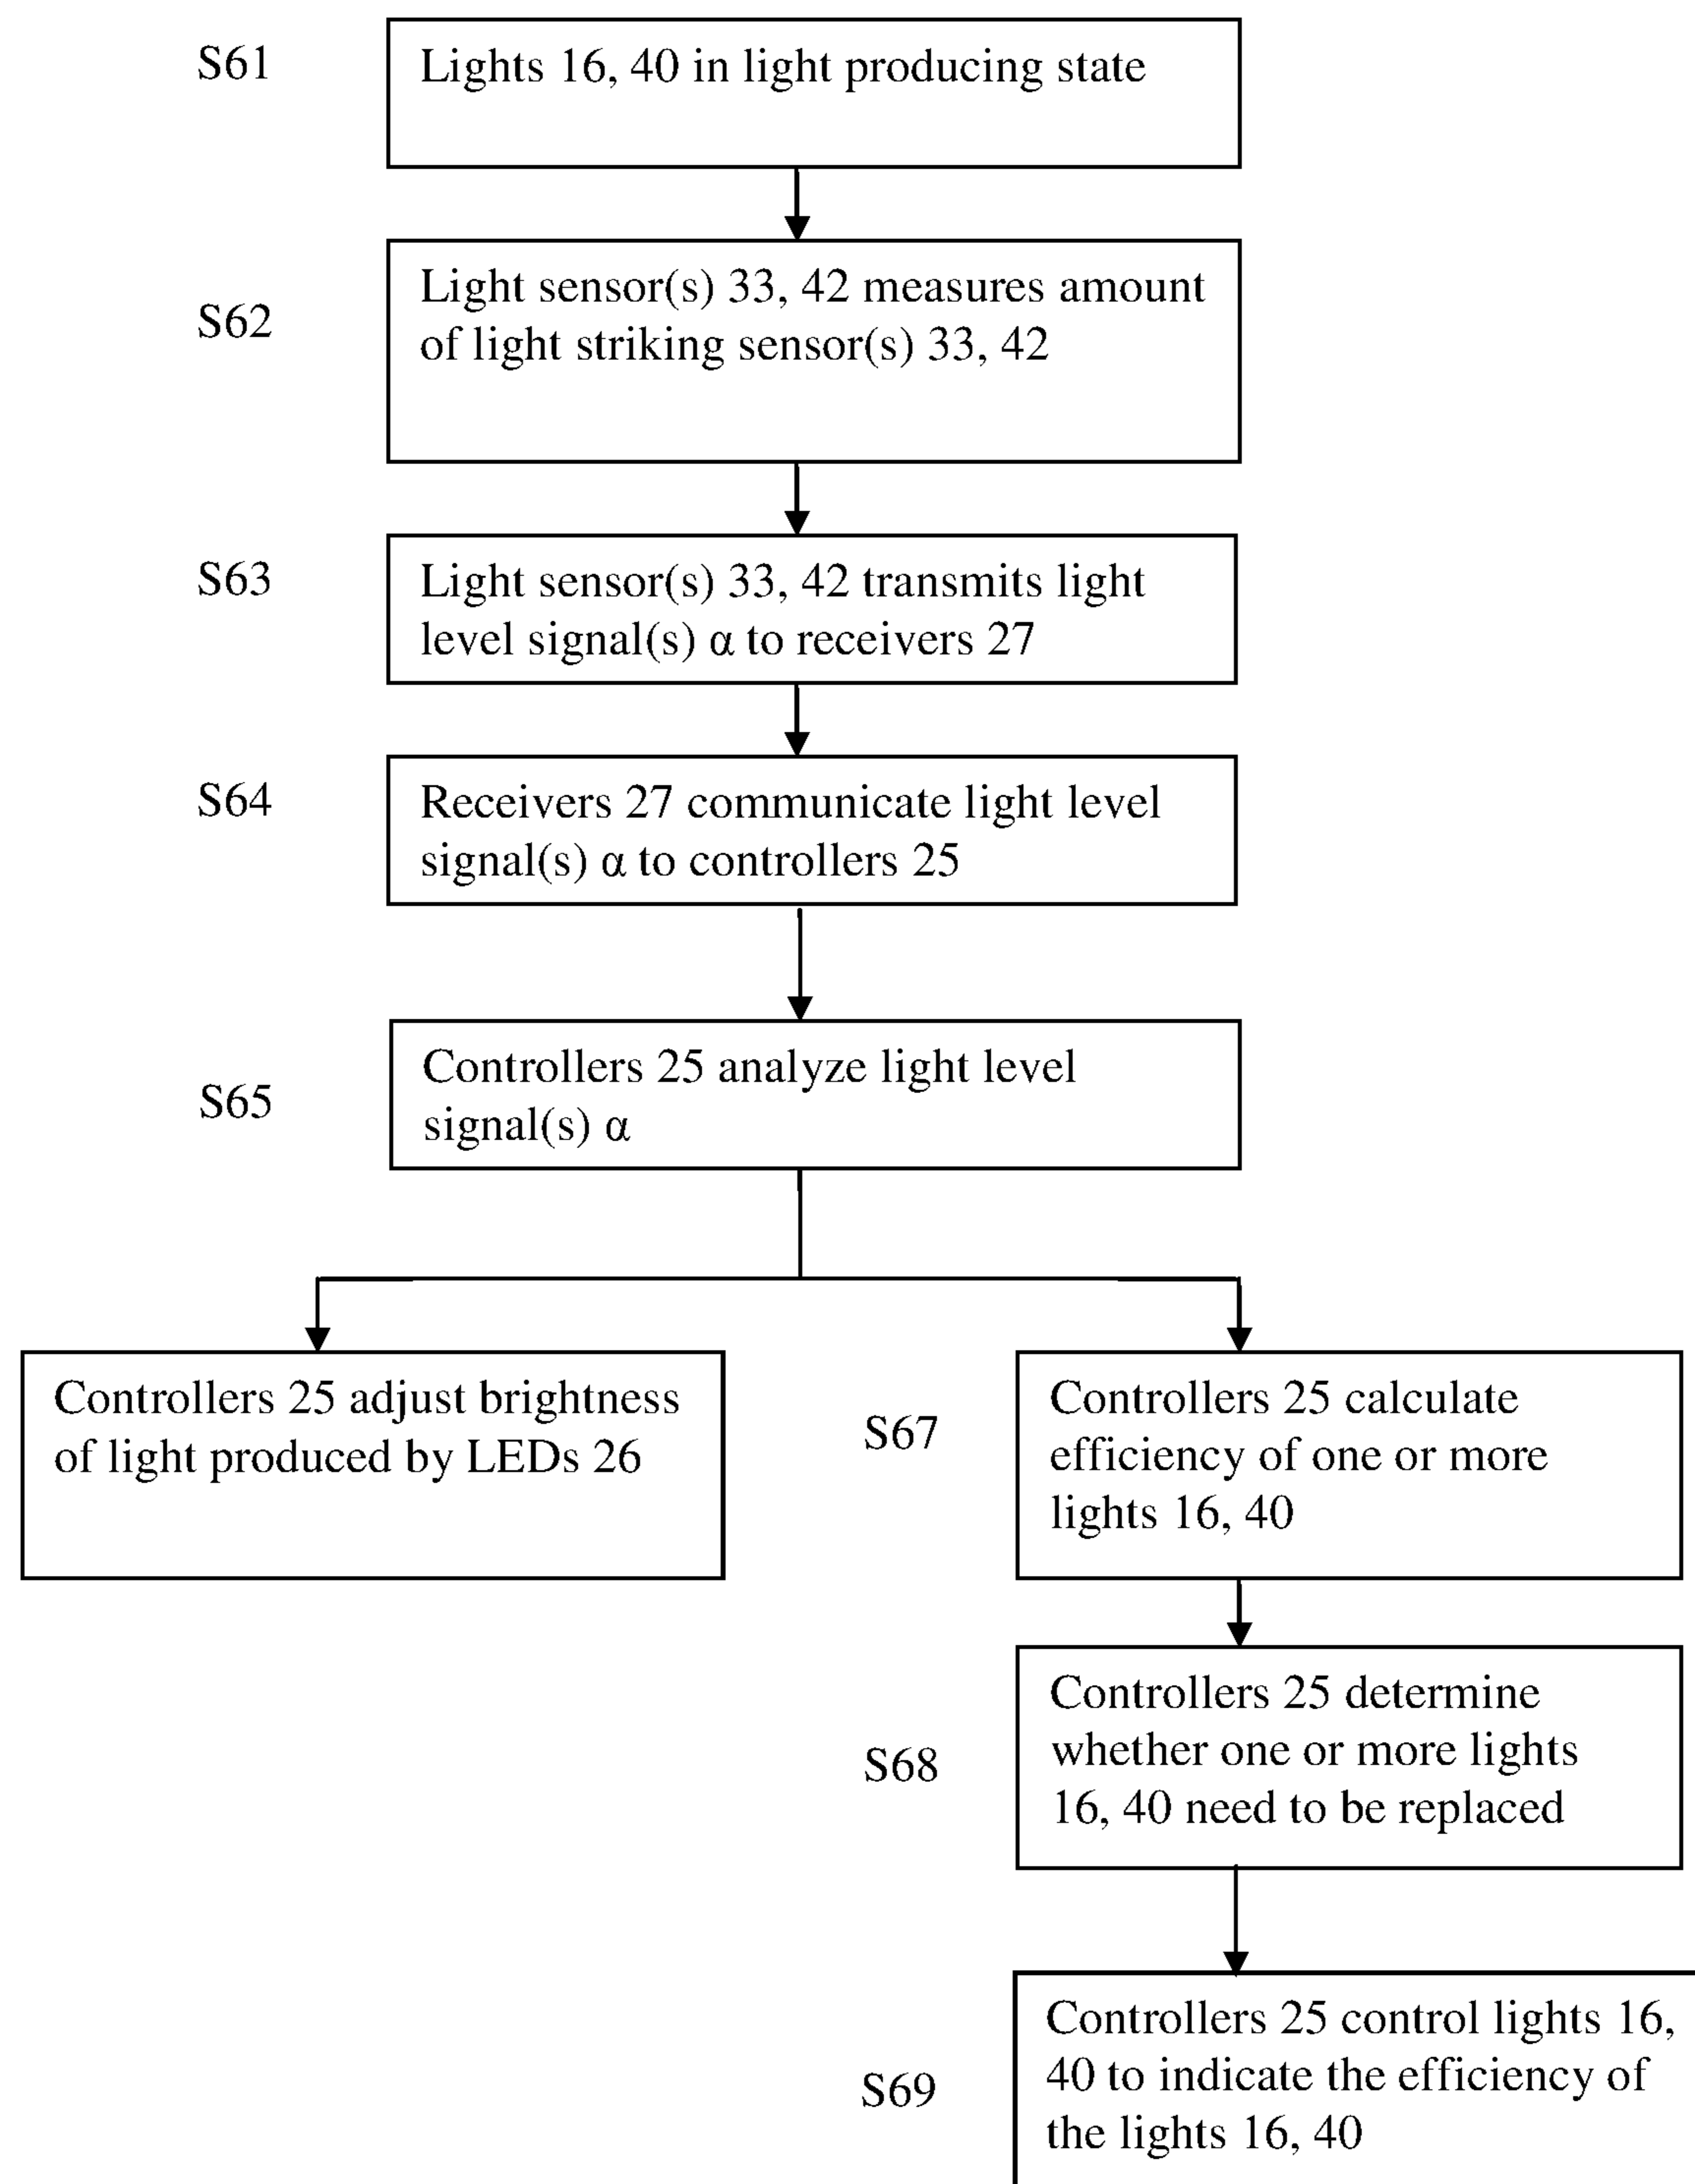 S61
Lights 16, 40 in light producing state
S62
Light sensor(s) 33, 42 measures amount
of light striking sensor(s) 33, 42
S63
Light sensor(s) 33, 42 transmits light
level signal(s) α to receivers 27
S64
Receivers 27 communicate light level
signal(s) α to controllers 25
S65
Controllers 25 analyze light level
signal(s) α
Controllers 25 adjust brightness
of light produced by LEDs 26
S67
Controllers 25 calculate
efficiency of one or more
lights 16, 40
S68
Controllers 25 determine
whether one or more lights
16, 40 need to be replaced
S69
Controllers 25 control lights 16,
40 to indicate the efficiency of
the lights 16, 40